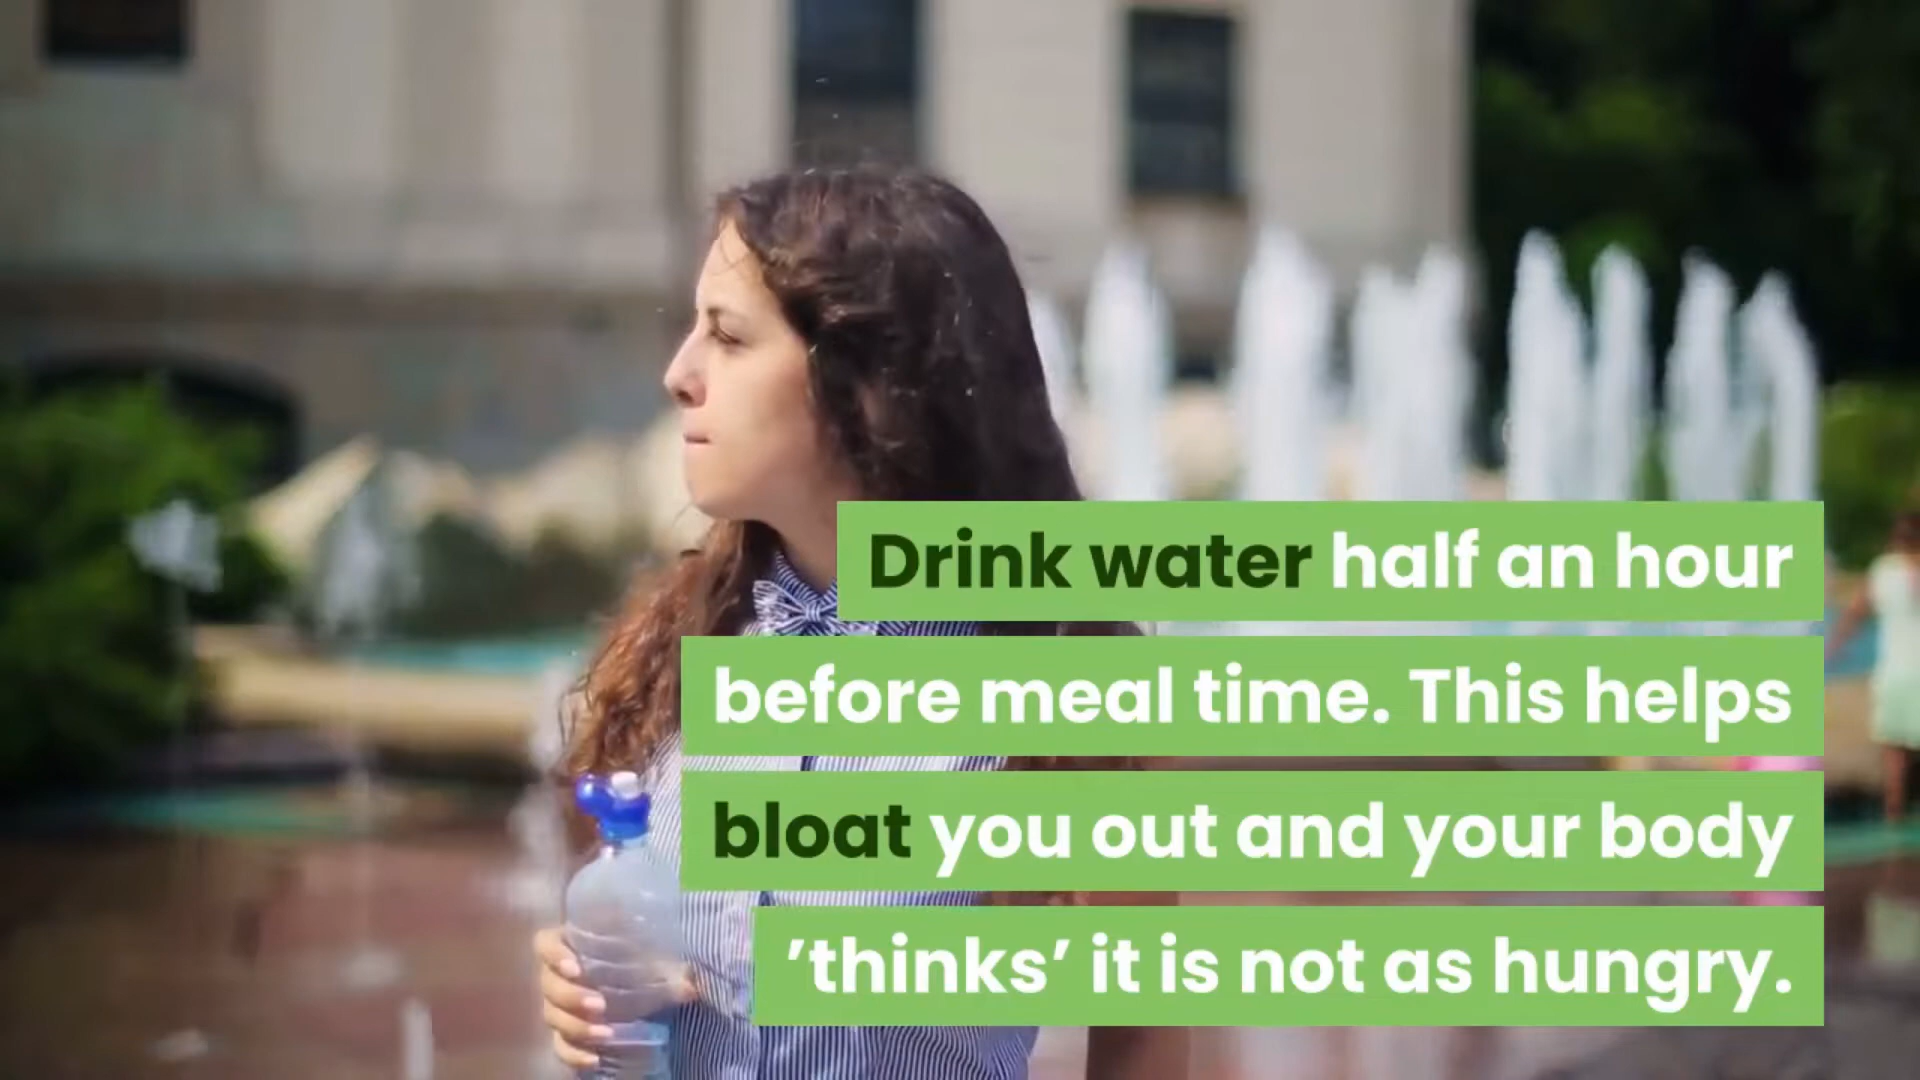 Drink water half an hour
before meal time. This helps
bloat you out and your body
’thinks’ it is not as hungry.